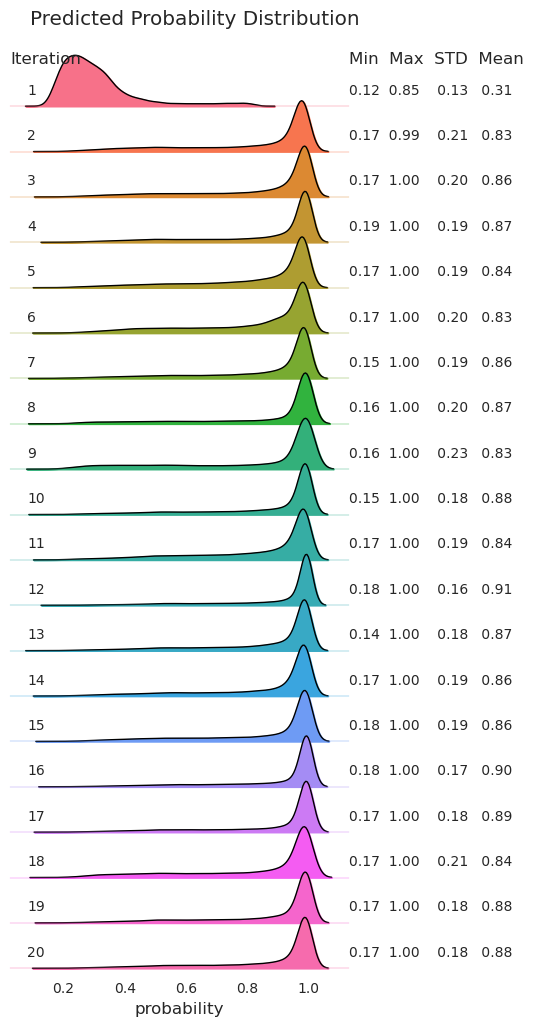 Predicted Probability Distribution
Iteration Min Max STD Mean
1 0.12 0.85 0.13 0.31
2 0.17 0.99 0.21 0.83
3 0.17 1.00 0.20 0.86
4 0.19 1.00 0.19 0.87
5 0.17 1.00 0.19 0.84
6 0.17 1.00 0.20 0.83
7 0.15 1.00 0.19 0.86
8 0.16 1.00 0.20 0.87
9 0.16 1.00 0.23 0.83
10 0.15 1.00 0.18 0.88
11 0.17 1.00 0.19 0.84
12 0.18 1.00 0.16 0.91
13 0.14 1.00 0.18 0.87
14 0.17 1.00 0.19 0.86
15 0.18 1.00 0.19 0.86
16 0.18 1.00 0.17 0.90
17 0.17 1.00 0.18 0.89
18 0.17 1.00 0.21 0.84
19 0.17 1.00 0.18 0.88
20 0.17 1.00 0.18 0.88
0.2 0.4 0.6 0.8 1.0
probability